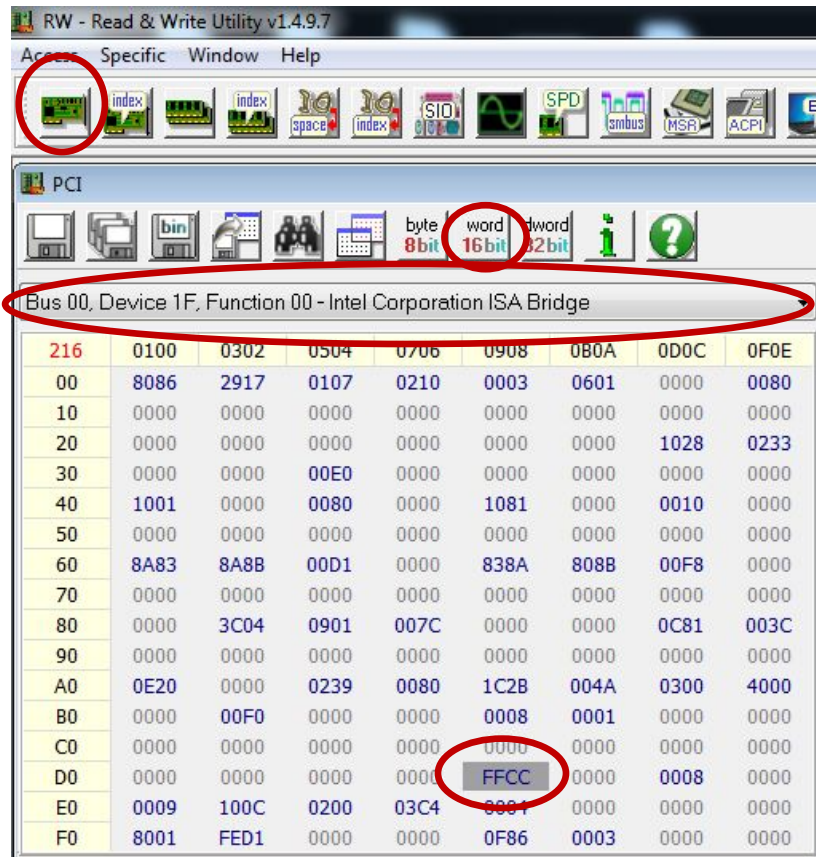 RW - Read & Write Utility v1.4.9.7
Access Specific Window Help
index index space index SIO SPD smbus MSR ACPI E
PCI
bin byte 8bit word 16bit dword 32bit
Bus 00, Device 1F, Function 00 - Intel Corporation ISA Bridge
216 0100 0302 0504 0706 0908 0B0A 0D0C 0F0E
00 8086 2917 0107 0210 0003 0601 0000 0080
10 0000 0000 0000 0000 0000 0000 0000 0000
20 0000 0000 0000 0000 0000 0000 1028 0233
30 0000 0000 00E0 0000 0000 0000 0000 0000
40 1001 0000 0080 0000 1081 0000 0010 0000
50 0000 0000 0000 0000 0000 0000 0000 0000
60 8A83 8A8B 00D1 0000 838A 808B 00F8 0000
70 0000 0000 0000 0000 0000 0000 0000 0000
80 0000 3C04 0901 007C 0000 0000 0C81 003C
90 0000 0000 0000 0000 0000 0000 0000 0000
A0 0E20 0000 0239 0080 1C2B 004A 0300 4000
B0 0000 00F0 0000 0000 0008 0001 0000 0000
C0 0000 0000 0000 0000 0000 0000 0000 0000
D0 0000 0000 0000 0000 FFCC 0000 0008 0000
E0 0009 100C 0200 03C4 0004 0000 0000 0000
F0 8001 FED1 0000 0000 0F86 0003 0000 0000